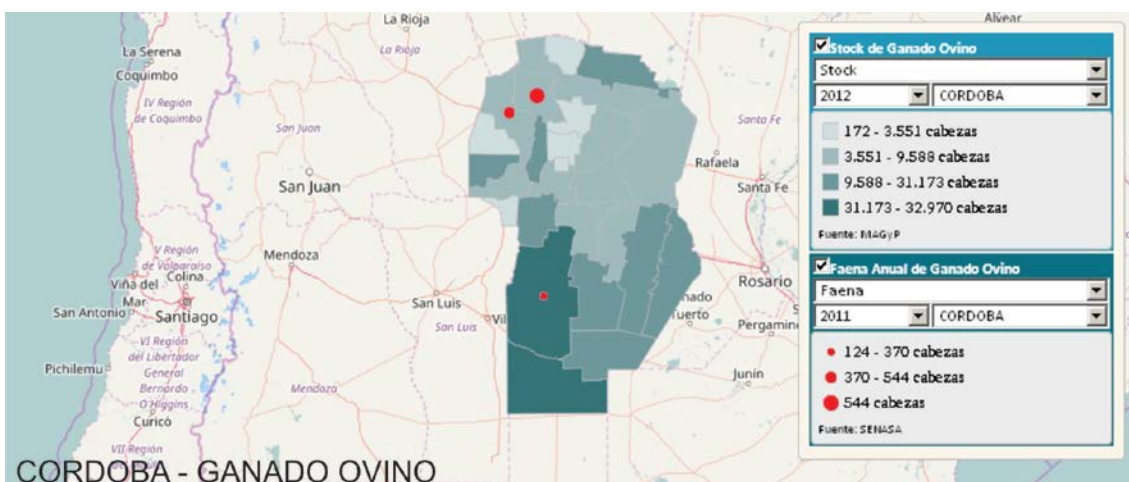 La Rioja
Alvear
La Serena
La Rioja
Coquimbo
IV Región
de Coquimbo
San Juan
Santa Fe
Rafaela
San Juan
Santa Fe
V Región
de Valparaíso
Mendoza
Viña del
Mar
Colina
Rosario
San Antonio
Santiago
San Luis
San Luis
Vil
nado
uerto
Pergamino
VI Región
del Libertador
General
Bernardo
O'Higgins
Pichilemu
Mendoza
Junín
Curicó
VII Región
CORDOBA - GANADO OVINO
Stock de Ganado Ovino
Stock
2012 CORDOBA
172 - 3.551 cabezas
3.551 - 9.588 cabezas
9.588 - 31.173 cabezas
31.173 - 32.970 cabezas
Fuente: MAGyP
Faena Anual de Ganado Ovino
Faena
2011 CORDOBA
124 - 370 cabezas
370 - 544 cabezas
544 cabezas
Fuente: SENASA